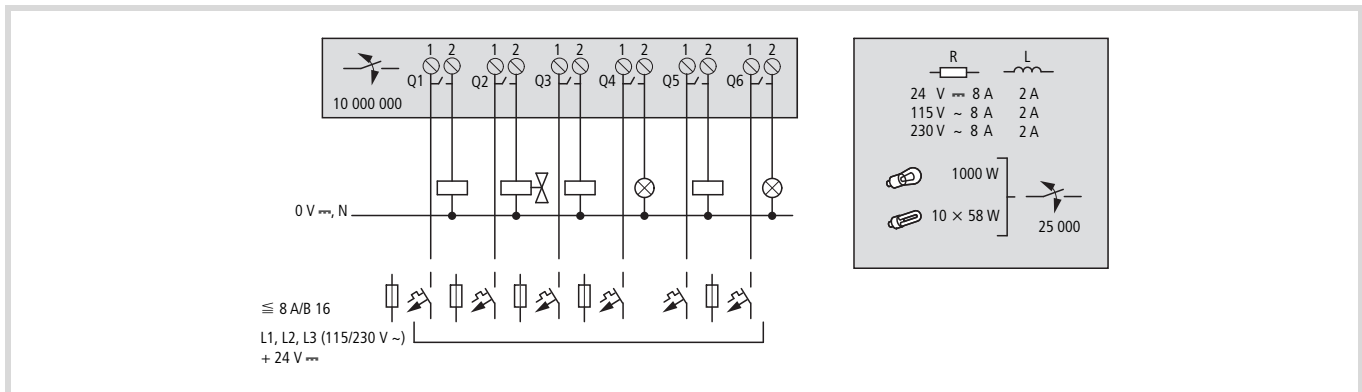 1 2 1 2 1 2 1 2 1 2 1 2
Q1 Q2 Q3 Q4 Q5 Q6
10 000 000
0 V ⎓, N
≦ 8 A/B 16
L1, L2, L3 (115/230 V ~)
+ 24 V ⎓
R L
24 V ⎓ 8 A 2 A
115 V ~ 8 A 2 A
230 V ~ 8 A 2 A
1000 W
10 × 58 W
25 000